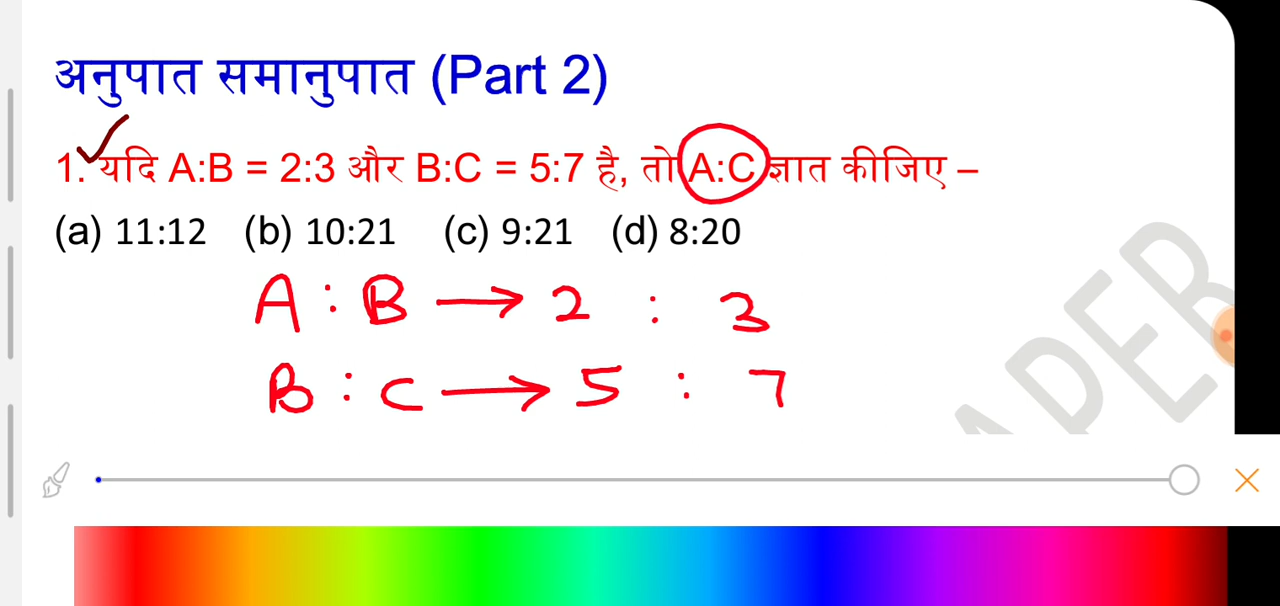 अनुपात समानुपात (Part 2)
1. यदि A:B = 2:3 और B:C = 5:7 है, तो A:C ज्ञात कीजिए –
(a) 11:12 (b) 10:21 (c) 9:21 (d) 8:20
A : B → 2 : 3
B : C → 5 : 7